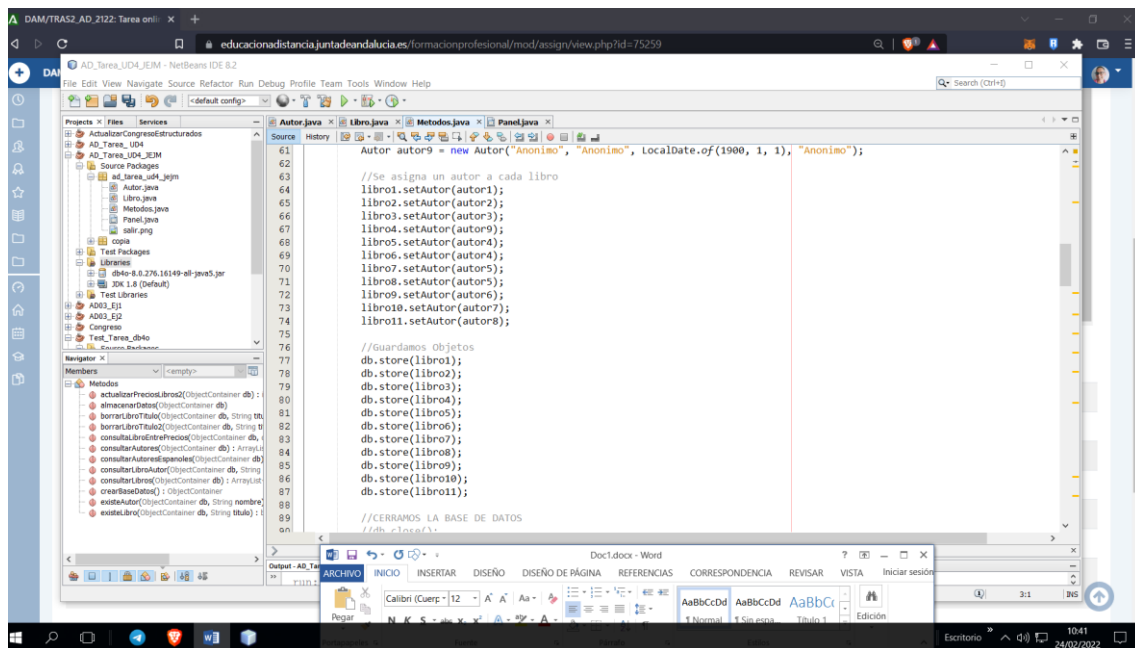 DAM/TRAS2_AD_2122: Tarea onlin
educacionadistancia.juntadeandalucia.es/formacionprofesional/mod/assign/view.php?id=75259
DAM
AD_Tarea_UD4_JEJM - NetBeans IDE 8.2
File Edit View Navigate Source Refactor Run Debug Profile Team Tools Window Help
Search (Ctrl+I)
<default config>
Projects Files Services
Autor.java Libro.java Metodos.java Panel.java
Source History
ActualizarCongresoEstructurados
AD_Tarea_UD4
AD_Tarea_UD4_JEJM
Source Packages
ad_tarea_ud4_jejm
Autor.java
Libro.java
Metodos.java
Panel.java
salir.png
copia
Test Packages
Libraries
db4o-8.0.276.16149-all-java5.jar
JDK 1.8 (Default)
Test Libraries
AD03_Ej1
AD03_Ej2
Congreso
Test_Tarea_db4o
Source Packages
Navigator
Members <empty>
Metodos
actualizarPreciosLibros2(ObjectContainer db) : i
almacenarDatos(ObjectContainer db)
borrarLibroTitulo(ObjectContainer db, String titu
borrarLibroTitulo2(ObjectContainer db, String ti
consultaLibroEntrePrecios(ObjectContainer db,
consultarAutores(ObjectContainer db) : ArrayLis
consultarAutoresEspanoles(ObjectContainer db)
consultarLibroAutor(ObjectContainer db, String
consultarLibros(ObjectContainer db) : ArrayList
crearBaseDatos() : ObjectContainer
existeAutor(ObjectContainer db, String nombre)
existeLibro(ObjectContainer db, String titulo) :
61 Autor autor9 = new Autor("Anonimo", "Anonimo", LocalDate.of(1900, 1, 1), "Anonimo");
62
63 //Se asigna un autor a cada libro
64 libro1.setAutor(autor1);
65 libro2.setAutor(autor2);
66 libro3.setAutor(autor3);
67 libro4.setAutor(autor9);
68 libro5.setAutor(autor4);
69 libro6.setAutor(autor4);
70 libro7.setAutor(autor5);
71 libro8.setAutor(autor5);
72 libro9.setAutor(autor6);
73 libro10.setAutor(autor7);
74 libro11.setAutor(autor8);
75
76 //Guardamos Objetos
77 db.store(libro1);
78 db.store(libro2);
79 db.store(libro3);
80 db.store(libro4);
81 db.store(libro5);
82 db.store(libro6);
83 db.store(libro7);
84 db.store(libro8);
85 db.store(libro9);
86 db.store(libro10);
87 db.store(libro11);
88
89 //CERRAMOS LA BASE DE DATOS
90 //db.close();
Output - AD_Tar
run:
3:1 INS
Doc1.docx - Word
ARCHIVO INICIO INSERTAR DISEÑO DISEÑO DE PÁGINA REFERENCIAS CORRESPONDENCIA REVISAR VISTA Iniciar sesión
Pegar
Calibri (Cuerp 12
N K S abc x₂ x²
AaBbCcDd AaBbCcDd AaBbCc
¶ Normal ¶ Sin espa... Título 1
Edición
Escritorio
10:41
24/02/2022